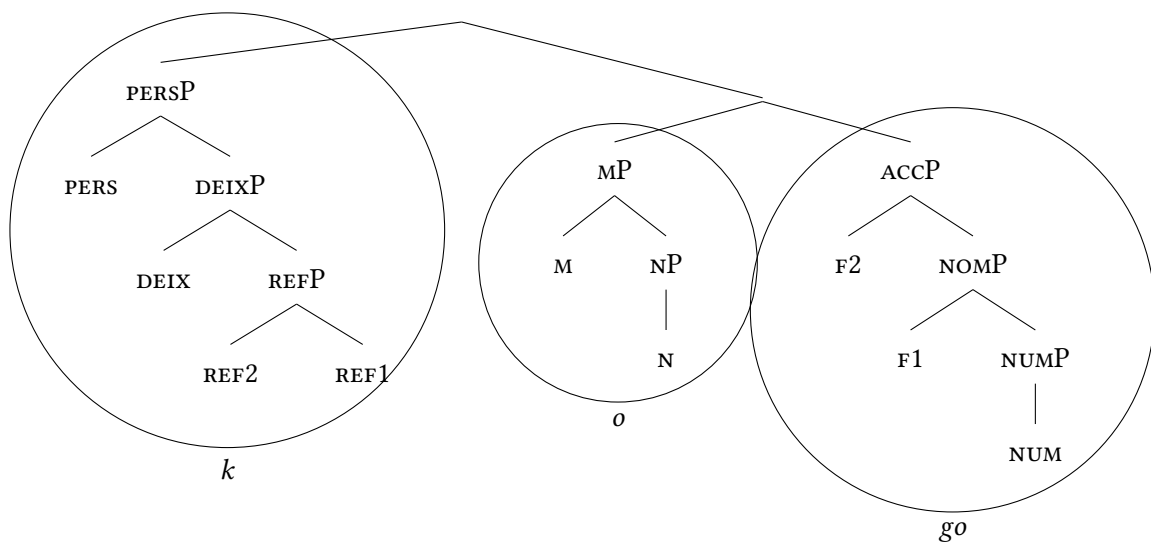 PERSP
MP ACCP
PERS DEIXP
M NP F2 NOMP
DEIX REFP
N F1 NUMP
REF2 REF1
o
NUM
k
go